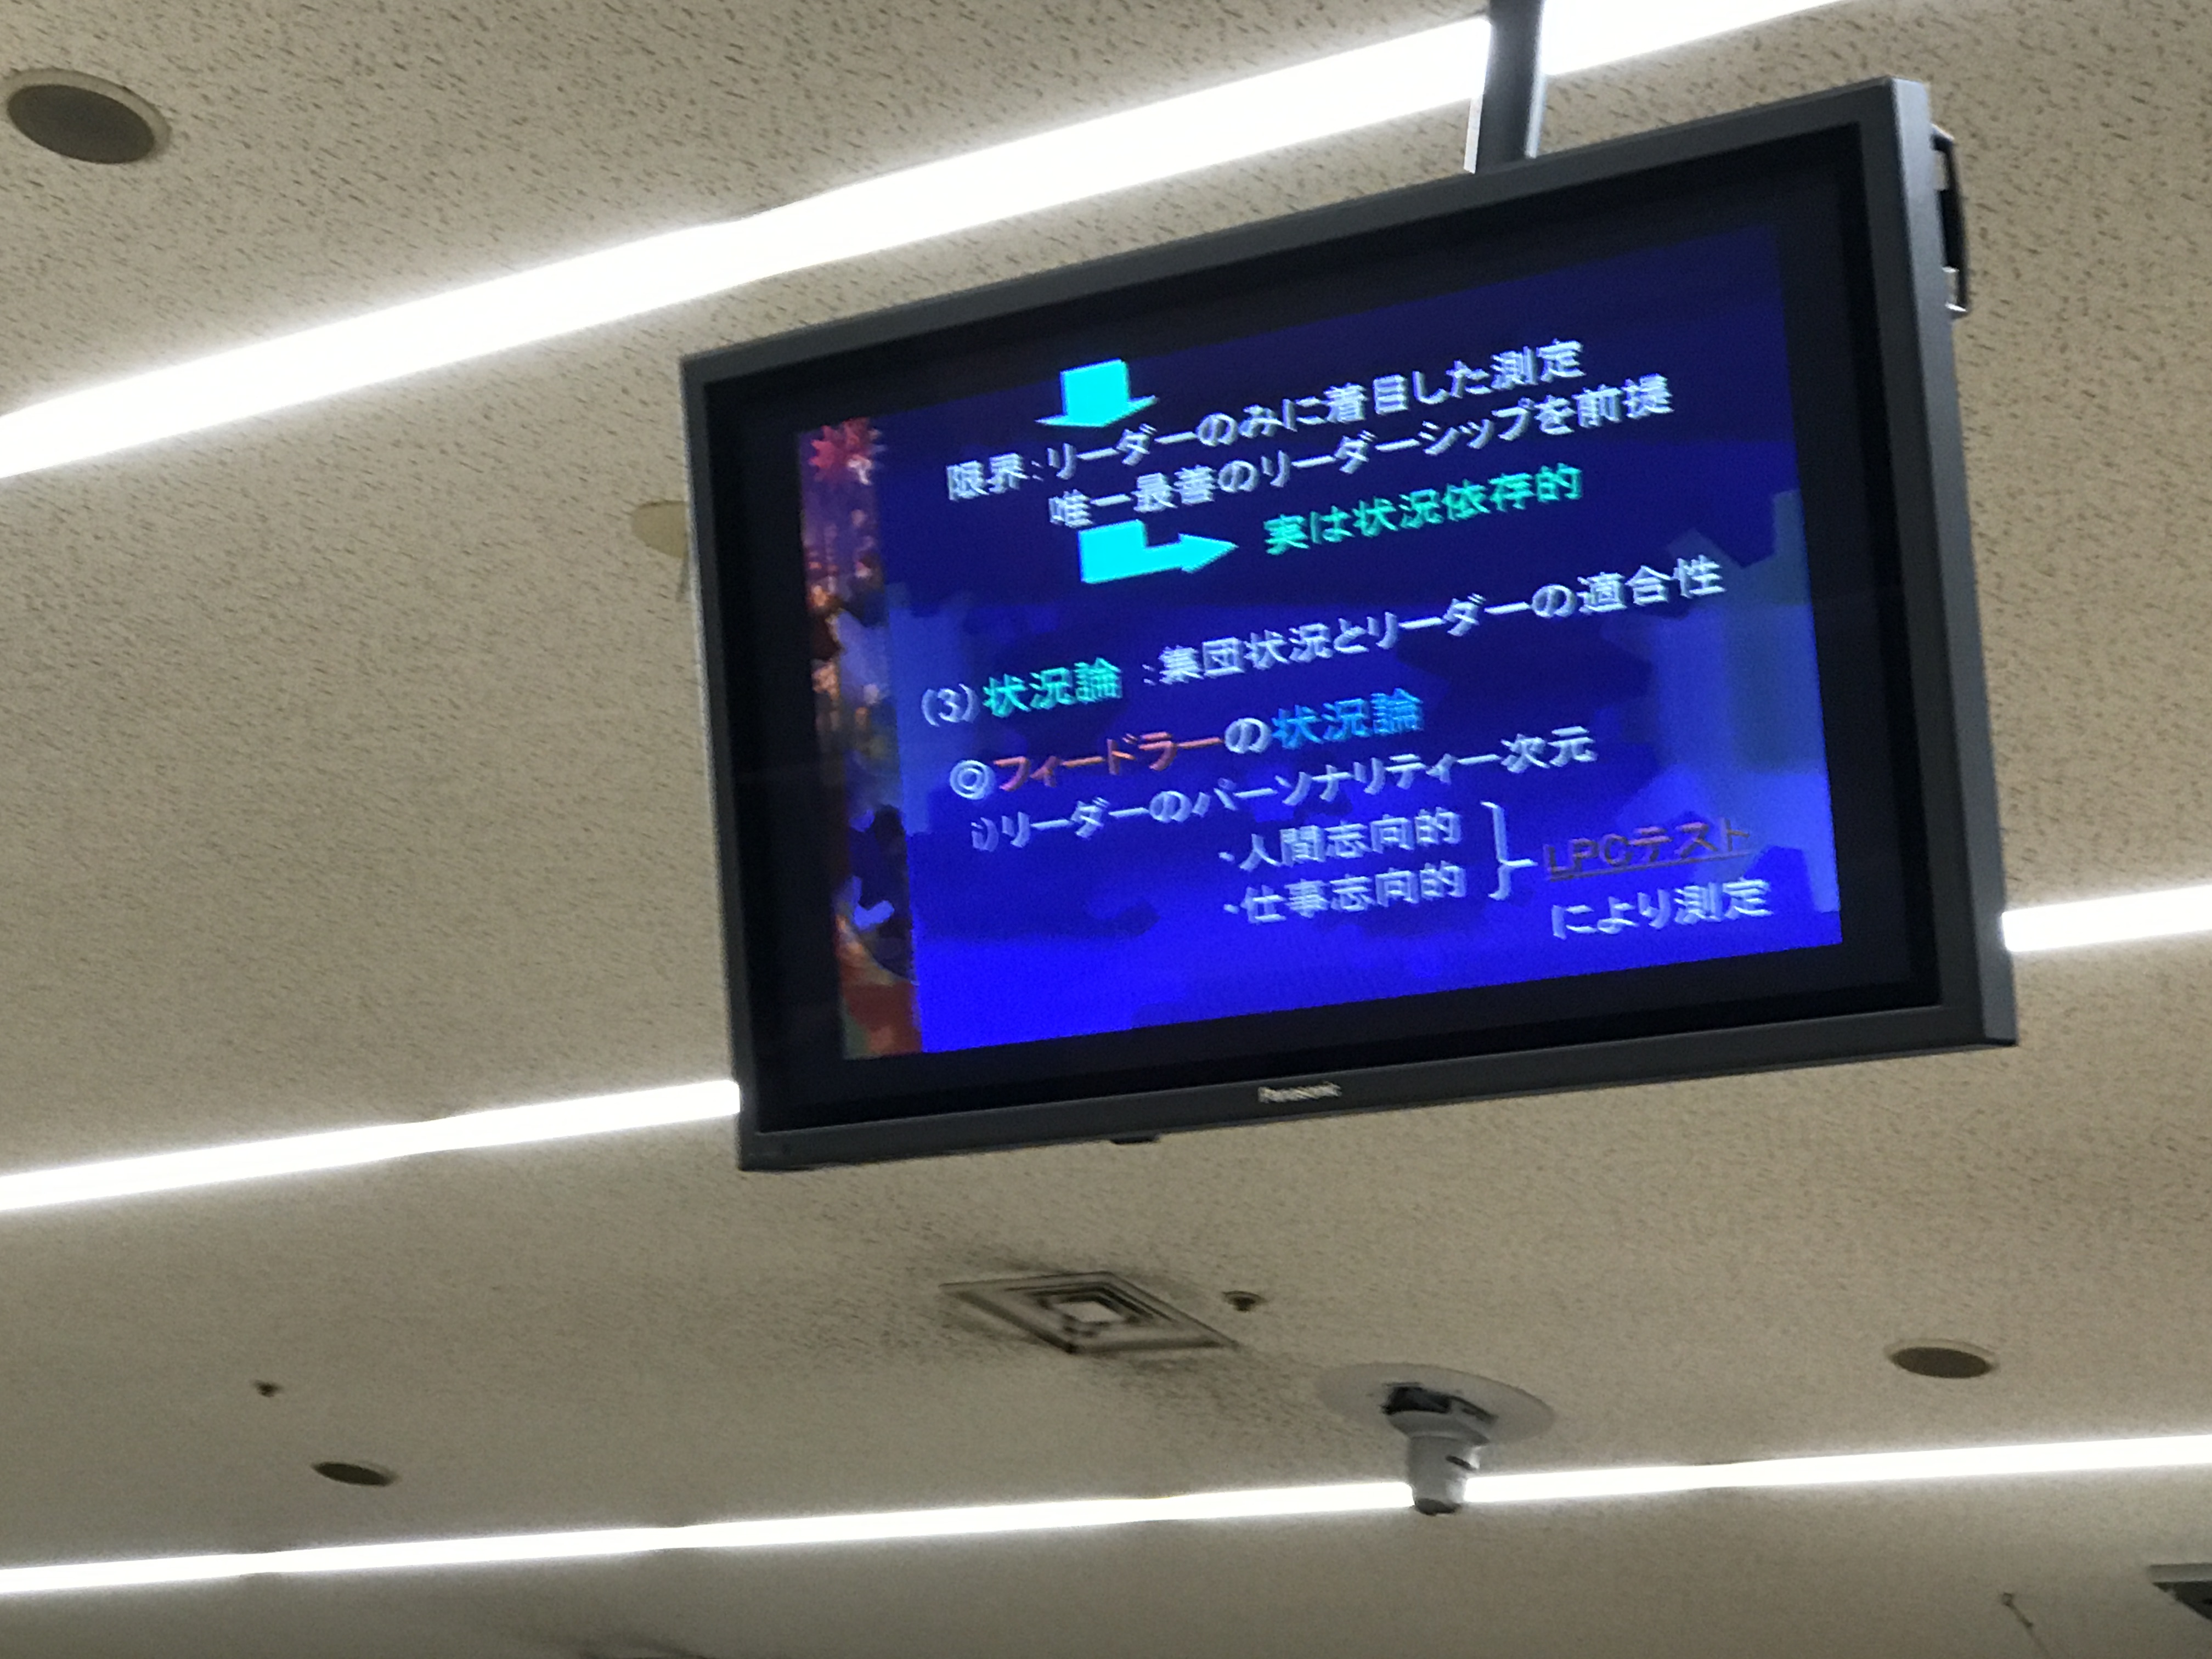 限界：リーダーのみに着目した測定
唯一最善のリーダーシップを前提
実は状況依存的
(3)状況論：集団状況とリーダーの適合性
◎フィードラーの状況論
i)リーダーのパーソナリティー次元
・人間志向的
・仕事志向的
LPCテスト
により測定
Panasonic